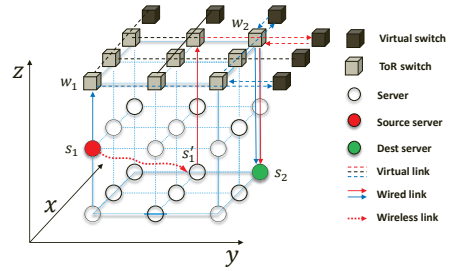 w₂
Virtual switch
ToR switch
z
w₁
Server
Source server
s₁
s₁′
s₂
Dest server
Virtual link
Wired link
x
Wireless link
y